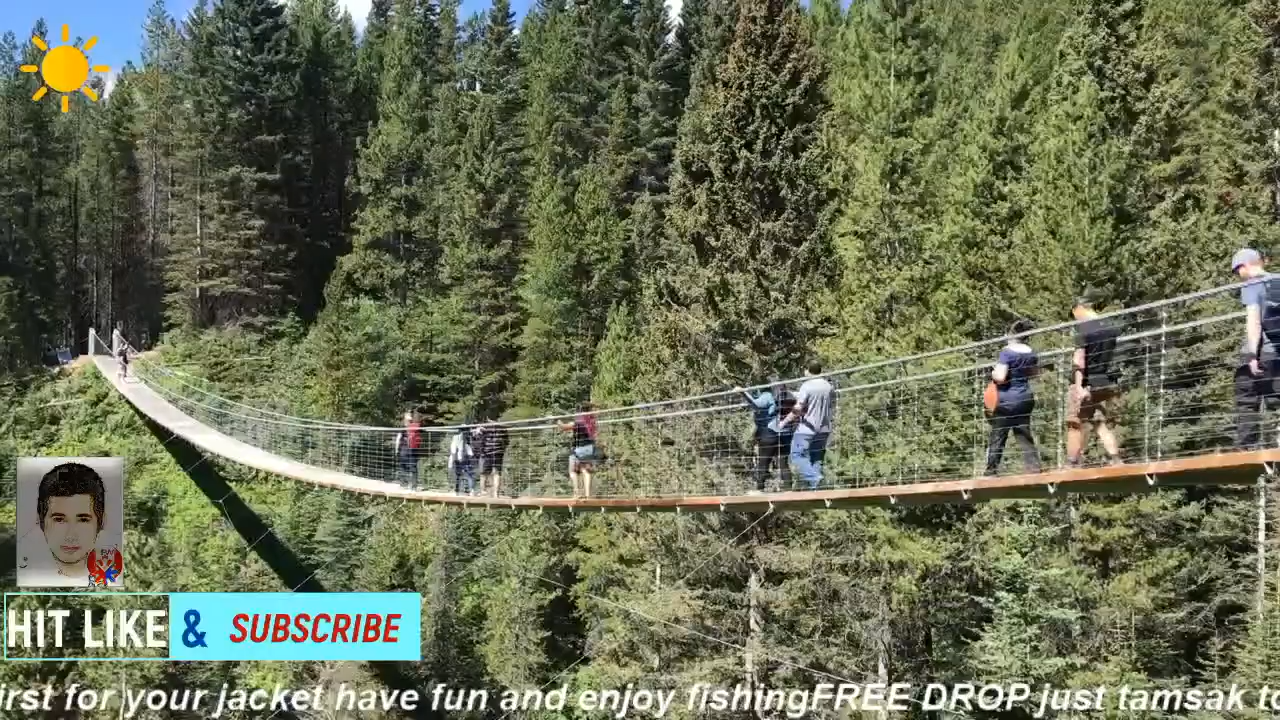 HIT LIKE & SUBSCRIBE
irst for your jacket have fun and enjoy fishingFREE DROP just tamsak to